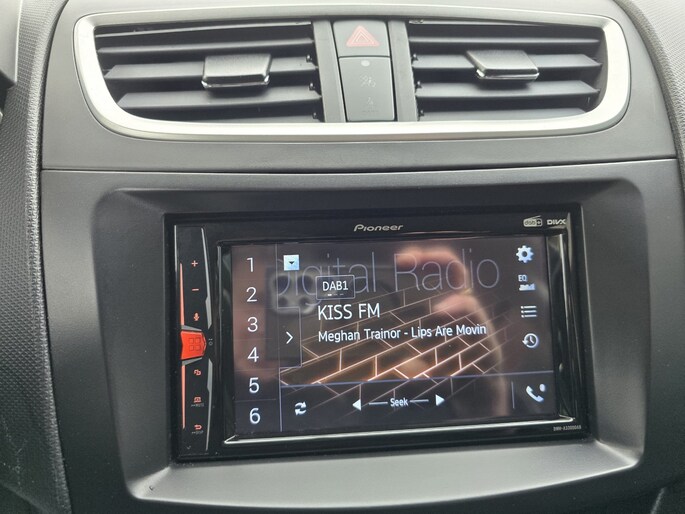 Pioneer
DIVX
Digital Radio
DAB1
KISS FM
Meghan Trainor - Lips Are Movin
1
2
3
4
5
6
EQ
Seek